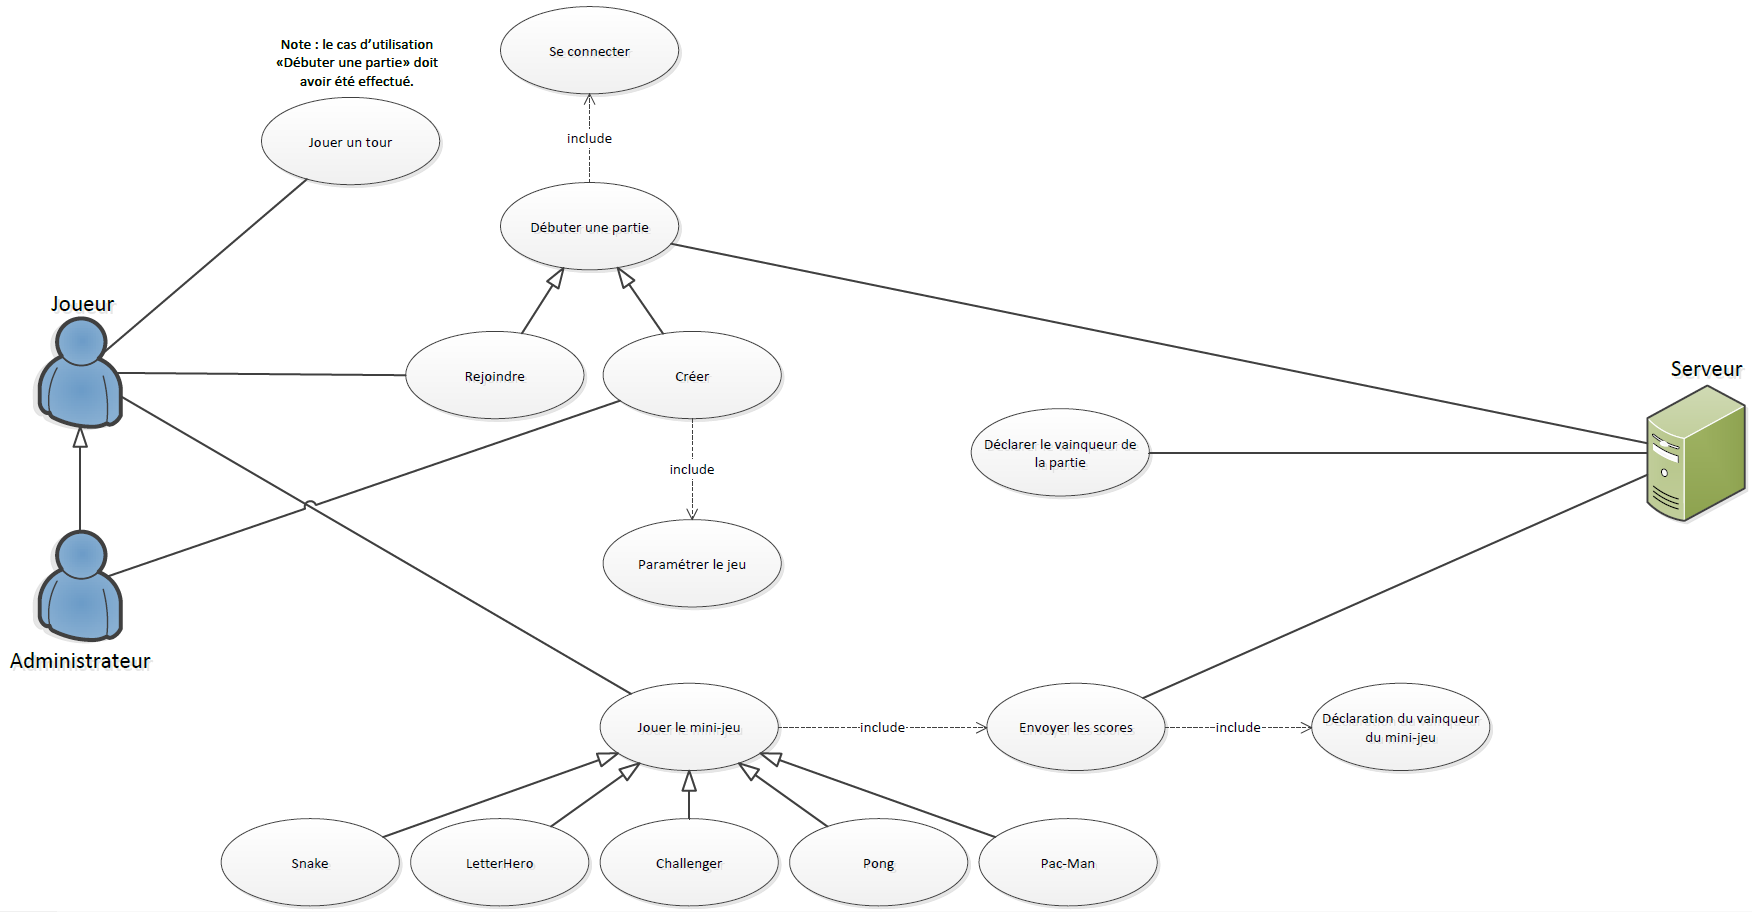 Se connecter
Note : le cas d’utilisation
«Débuter une partie» doit
avoir été effectué.
include
Jouer un tour
Débuter une partie
Joueur
Serveur
Rejoindre
Créer
Déclarer le vainqueur de
la partie
include
Paramétrer le jeu
Administrateur
Jouer le mini-jeu
include
Envoyer les scores
include
Déclaration du vainqueur
du mini-jeu
Snake
LetterHero
Challenger
Pong
Pac-Man